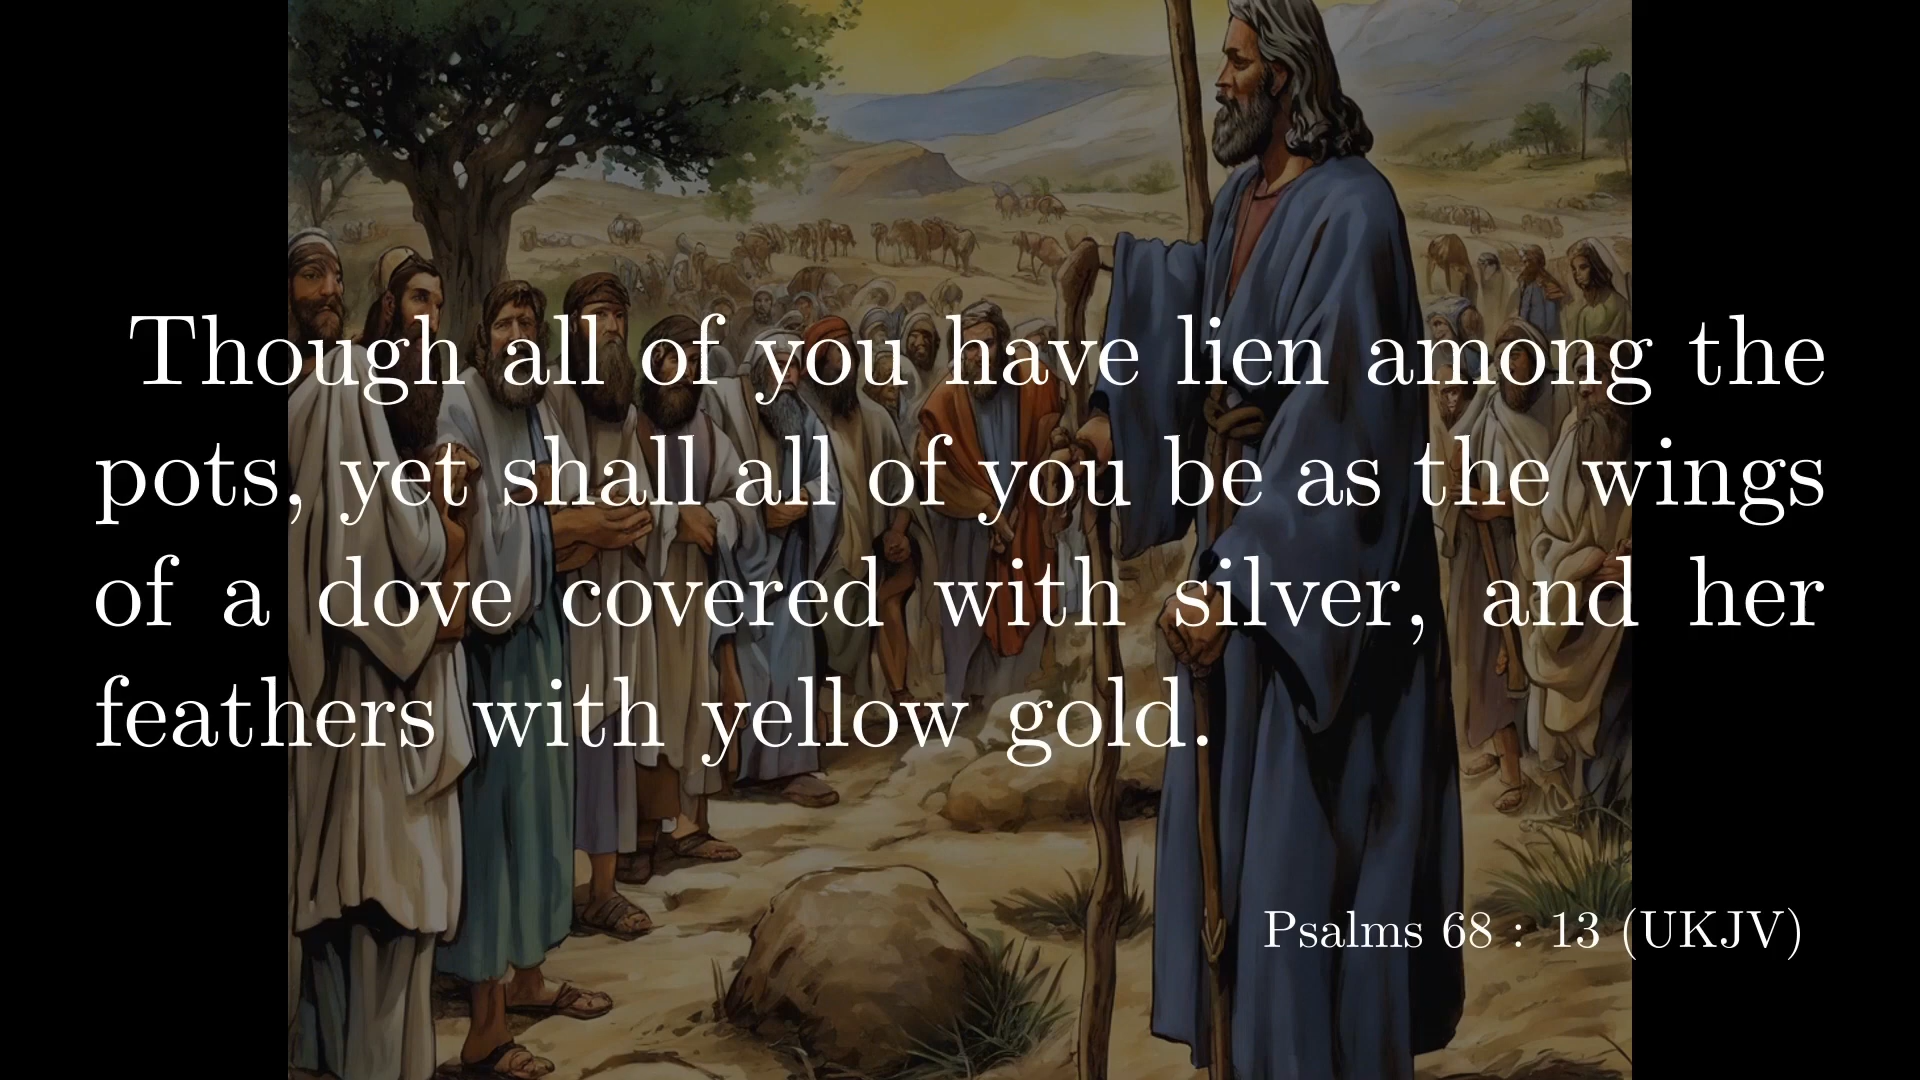 Though all of you have lien among the
pots, yet shall all of you be as the wings
of a dove covered with silver, and her
feathers with yellow gold.
Psalms 68 : 13 (UKJV)